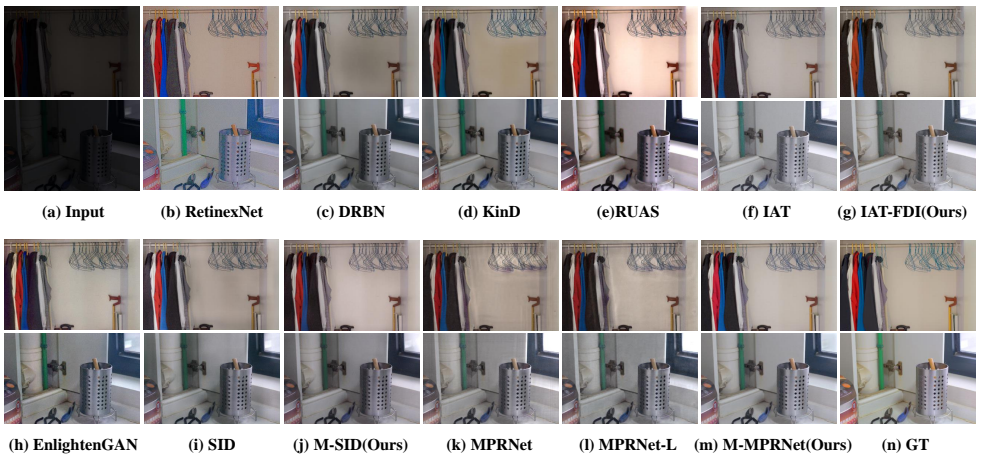 (a) Input (b) RetinexNet (c) DRBN (d) KinD (e)RUAS (f) IAT (g) IAT-FDI(Ours)
(h) EnlightenGAN (i) SID (j) M-SID(Ours) (k) MPRNet (l) MPRNet-L (m) M-MPRNet(Ours) (n) GT